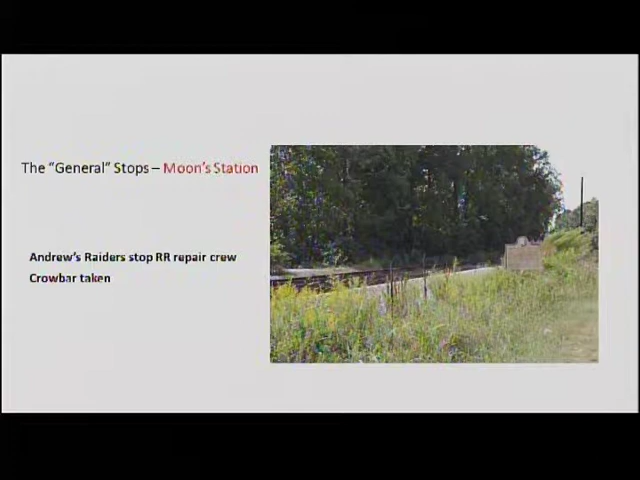 The “General” Stops – Moon’s Station
Andrew’s Raiders stop RR repair crew
Crowbar taken